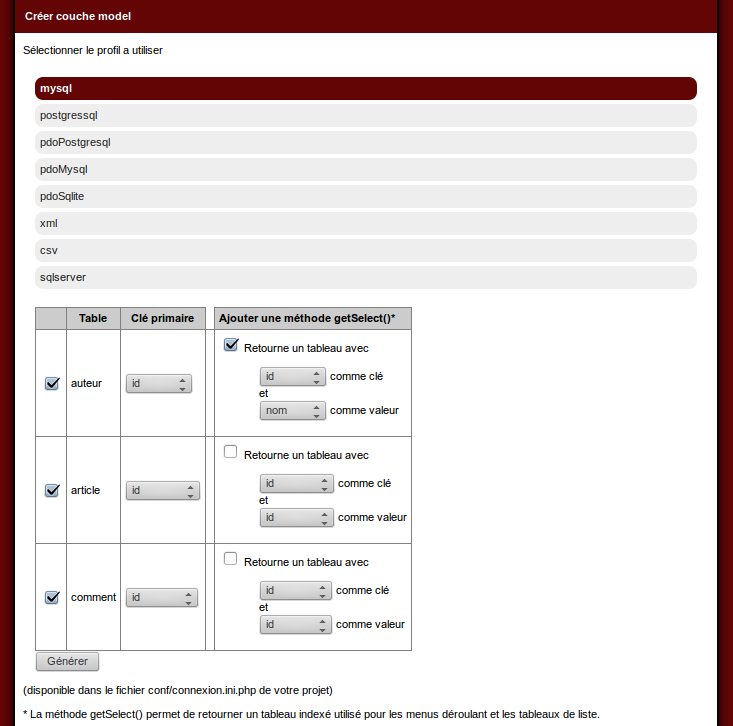 Créer couche model
Sélectionner le profil a utiliser
mysql
postgressql
pdoPostgresql
pdoMysql
pdoSqlite
xml
csv
sqlserver
Table Clé primaire Ajouter une méthode getSelect()*
Retourne un tableau avec
auteur id id comme clé
et
nom comme valeur
Retourne un tableau avec
article id id comme clé
et
id comme valeur
Retourne un tableau avec
comment id id comme clé
et
id comme valeur
Générer
(disponible dans le fichier conf/connexion.ini.php de votre projet)
* La méthode getSelect() permet de retourner un tableau indexé utilisé pour les menus déroulant et les tableaux de liste.